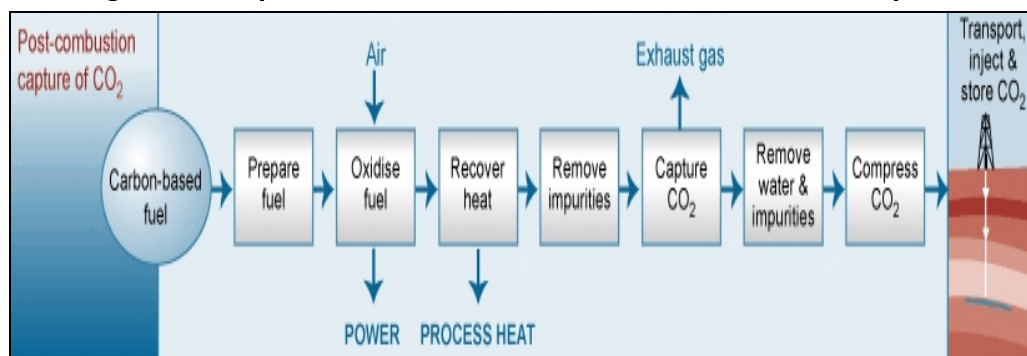 Post-combustion
capture of CO₂
Carbon-based
fuel
Prepare
fuel
Air
Oxidise
fuel
POWER
Recover
heat
PROCESS HEAT
Remove
impurities
Exhaust gas
Capture
CO₂
Remove
water &
impurities
Compress
CO₂
Transport,
inject &
store CO₂